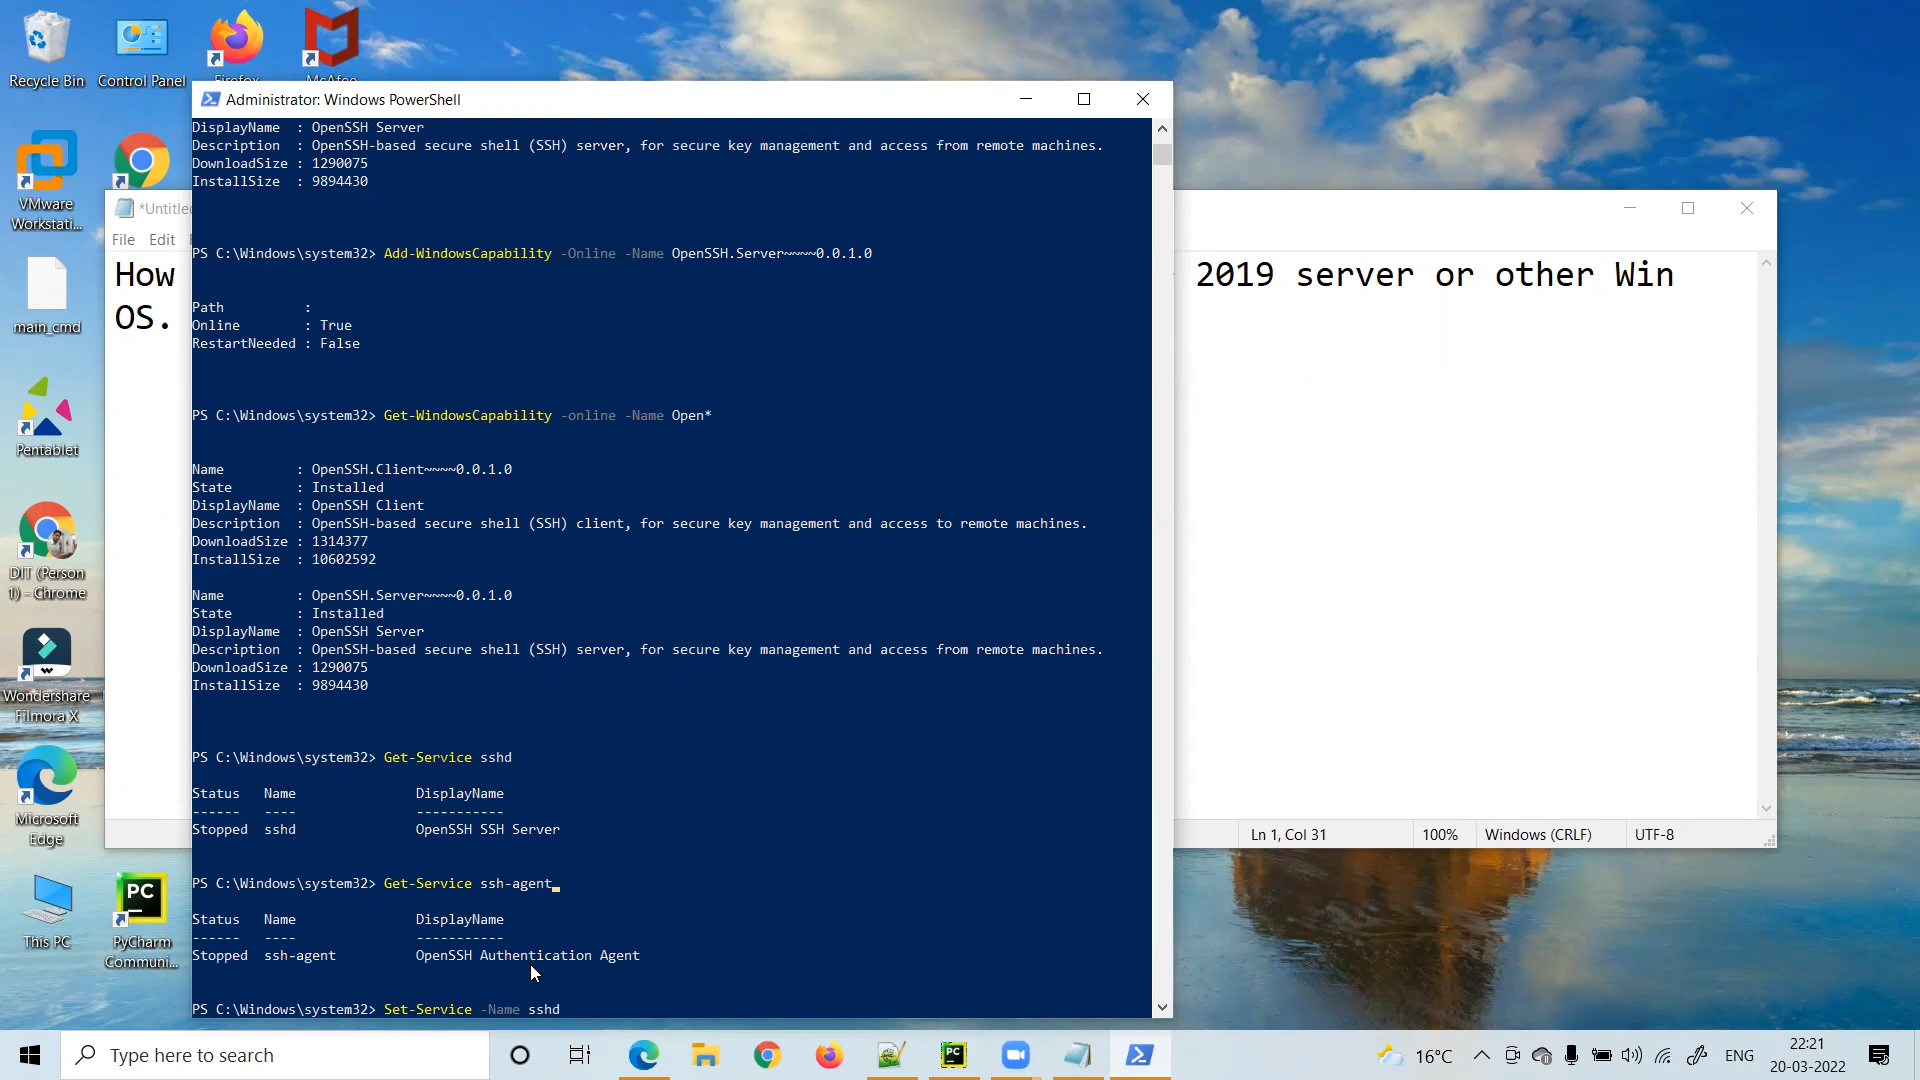 Recycle Bin
Control Panel
Firefox
McAfee
Administrator: Windows PowerShell
DisplayName  : OpenSSH Server
Description  : OpenSSH-based secure shell (SSH) server, for secure key management and access from remote machines.
DownloadSize : 1290075
InstallSize  : 9894430
PS C:\Windows\system32> Add-WindowsCapability -Online -Name OpenSSH.Server~~~~0.0.1.0
Path          :
Online        : True
RestartNeeded : False
PS C:\Windows\system32> Get-WindowsCapability -online -Name Open*
Name         : OpenSSH.Client~~~~0.0.1.0
State        : Installed
DisplayName  : OpenSSH Client
Description  : OpenSSH-based secure shell (SSH) client, for secure key management and access to remote machines.
DownloadSize : 1314377
InstallSize  : 10602592
Name         : OpenSSH.Server~~~~0.0.1.0
State        : Installed
DisplayName  : OpenSSH Server
Description  : OpenSSH-based secure shell (SSH) server, for secure key management and access from remote machines.
DownloadSize : 1290075
InstallSize  : 9894430
PS C:\Windows\system32> Get-Service sshd
Status   Name               DisplayName
------   ----               -----------
Stopped  sshd               OpenSSH SSH Server
PS C:\Windows\system32> Get-Service ssh-agent
Status   Name               DisplayName
------   ----               -----------
Stopped  ssh-agent          OpenSSH Authentication Agent
PS C:\Windows\system32> Set-Service -Name sshd
*Untitle
File Edit
How
OS.
2019 server or other Win
Ln 1, Col 31
100%
Windows (CRLF)
UTF-8
VMware
Workstati...
main_cmd
Pentablet
DIT (Person
1) - Chrome
Wondershare
Filmora X
Microsoft
Edge
This PC
PC
PyCharm
Communi...
Type here to search
PC
16°C
ENG
22:21
20-03-2022